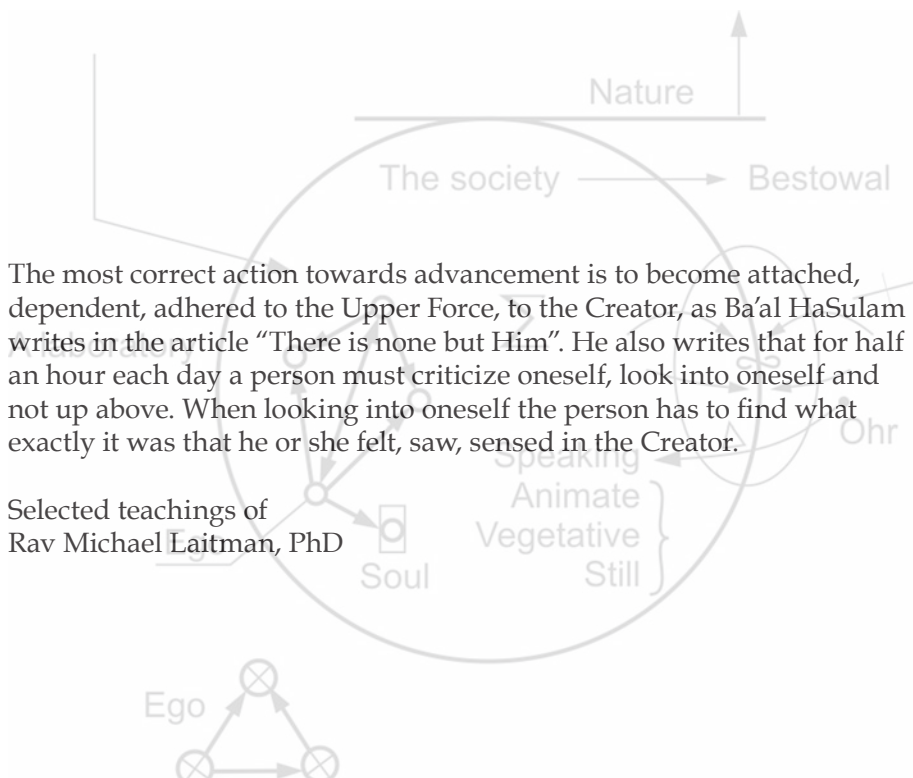 Nature
The society Bestowal
The most correct action towards advancement is to become attached,
dependent, adhered to the Upper Force, to the Creator, as Ba’al HaSulam
A laboratory
writes in the article “There is none but Him”. He also writes that for half
an hour each day a person must criticize oneself, look into oneself and
not up above. When looking into oneself the person has to find what
exactly it was that he or she felt, saw, sensed in the Creator.
Ohr
Speaking
Animate
Vegetative
Still
Selected teachings of
Rav Michael Laitman, PhD
Ego
Soul
Ego